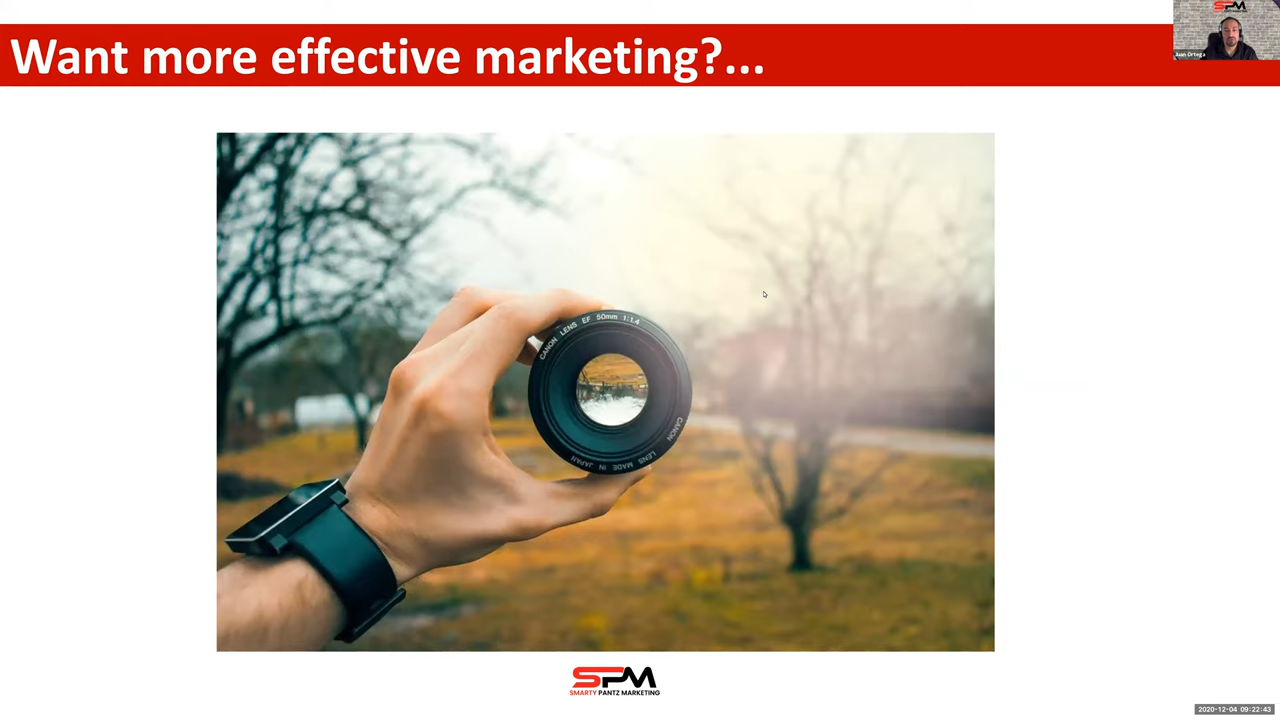 Want more effective marketing?...
SPM
Juan Ortega
CANON LENS EF 50mm 1:1.4
CANON LENS MADE IN JAPAN
SPM
SMARTY PANTZ MARKETING
2020-12-04 09:22:43